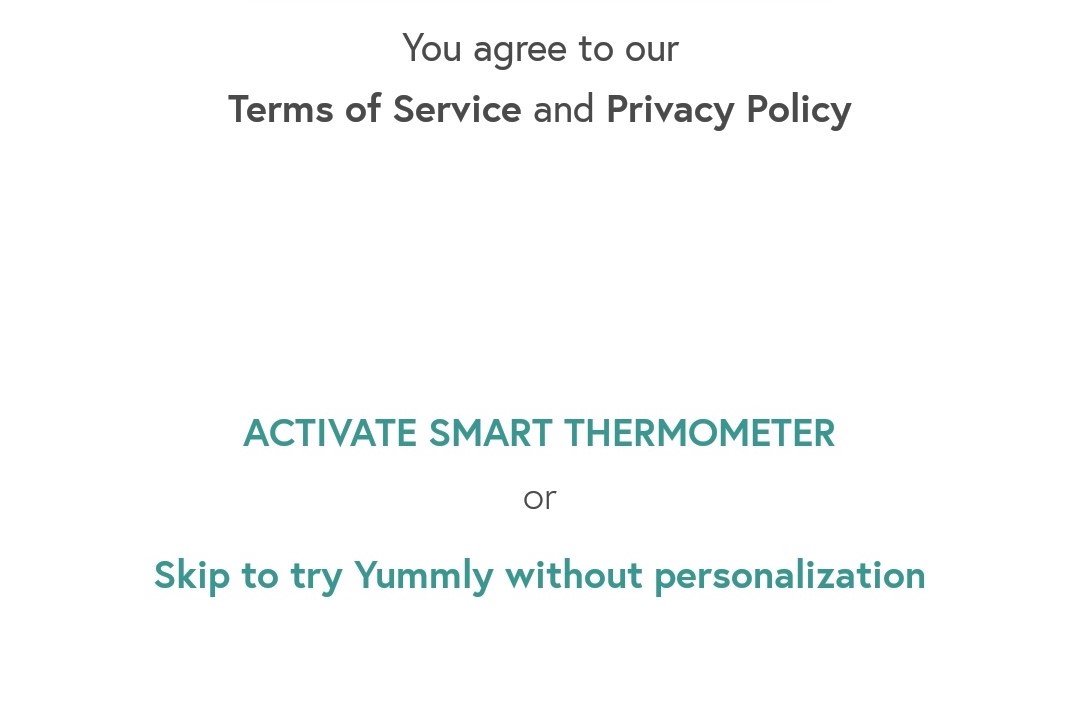 You agree to our
Terms of Service and Privacy Policy
ACTIVATE SMART THERMOMETER
or
Skip to try Yummly without personalization